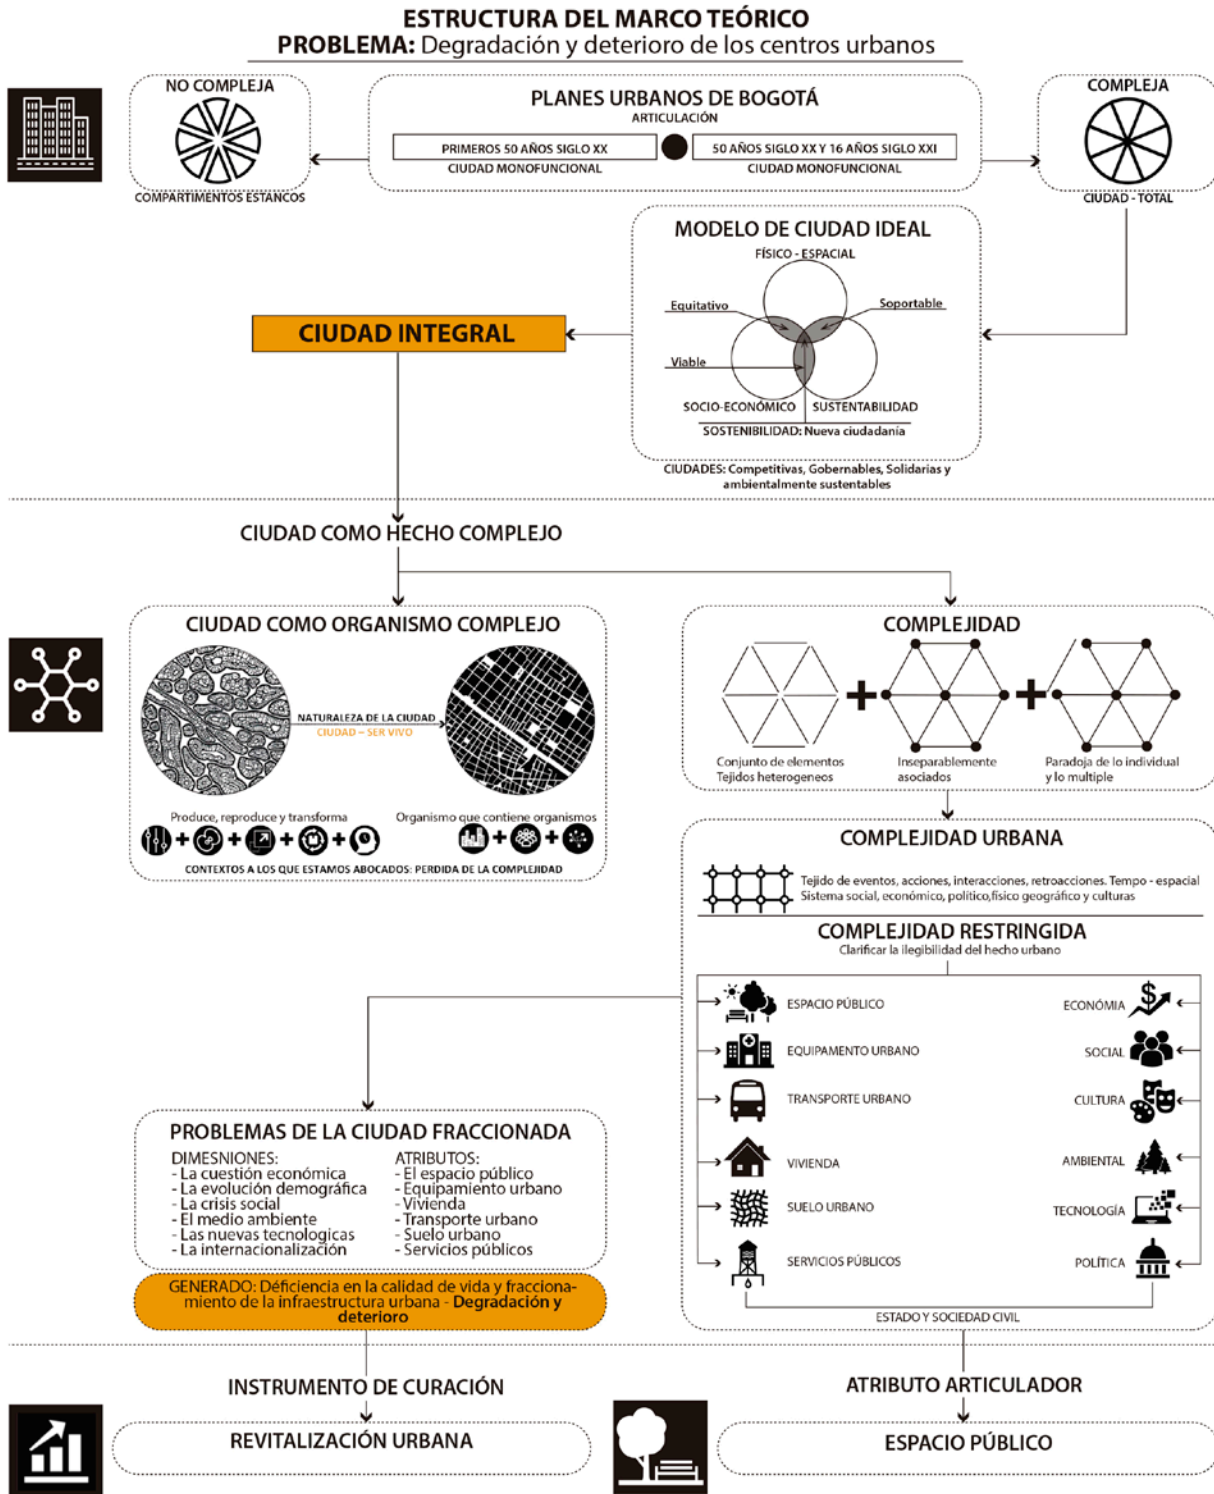 ESTRUCTURA DEL MARCO TEÓRICO
PROBLEMA: Degradación y deterioro de los centros urbanos
NO COMPLEJA
COMPARTIMENTOS ESTANCOS
PLANES URBANOS DE BOGOTÁ
ARTICULACIÓN
PRIMEROS 50 AÑOS SIGLO XX
50 AÑOS SIGLO XX Y 16 AÑOS SIGLO XXI
CIUDAD MONOFUNCIONAL
CIUDAD MONOFUNCIONAL
COMPLEJA
CIUDAD - TOTAL
MODELO DE CIUDAD IDEAL
FÍSICO - ESPACIAL
Equitativo
Soportable
Viable
SOCIO-ECONÓMICO
SUSTENTABILIDAD
SOSTENIBILIDAD: Nueva ciudadanía
CIUDADES: Competitivas, Gobernables, Solidarias y
ambientalmente sustentables
CIUDAD INTEGRAL
CIUDAD COMO HECHO COMPLEJO
CIUDAD COMO ORGANISMO COMPLEJO
NATURALEZA DE LA CIUDAD
CIUDAD – SER VIVO
Produce, reproduce y transforma
Organismo que contiene organismos
CONTEXTOS A LOS QUE ESTAMOS ABOCADOS: PERDIDA DE LA COMPLEJIDAD
COMPLEJIDAD
Conjunto de elementos
Tejidos heterogeneos
Inseparablemente
asociados
Paradoja de lo individual
y lo multiple
COMPLEJIDAD URBANA
Tejido de eventos, acciones, interacciones, retroacciones. Tempo - espacial
Sistema social, económico, político,físico geográfico y culturas
COMPLEJIDAD RESTRINGIDA
Clarificar la ilegibilidad del hecho urbano
ESPACIO PÚBLICO
EQUIPAMENTO URBANO
TRANSPORTE URBANO
VIVIENDA
SUELO URBANO
SERVICIOS PÚBLICOS
ECONÓMIA
SOCIAL
CULTURA
AMBIENTAL
TECNOLOGÍA
POLÍTICA
ESTADO Y SOCIEDAD CIVIL
PROBLEMAS DE LA CIUDAD FRACCIONADA
DIMESNIONES:
- La cuestión económica
- La evolución demográfica
- La crisis social
- El medio ambiente
- Las nuevas tecnologicas
- La internacionalización
ATRIBUTOS:
- El espacio público
- Equipamiento urbano
- Vivienda
- Transporte urbano
- Suelo urbano
- Servicios públicos
GENERADO: Déficiencia en la calidad de vida y fracciona-
miento de la infraestructura urbana - Degradación y
deterioro
INSTRUMENTO DE CURACIÓN
REVITALIZACIÓN URBANA
ATRIBUTO ARTICULADOR
ESPACIO PÚBLICO